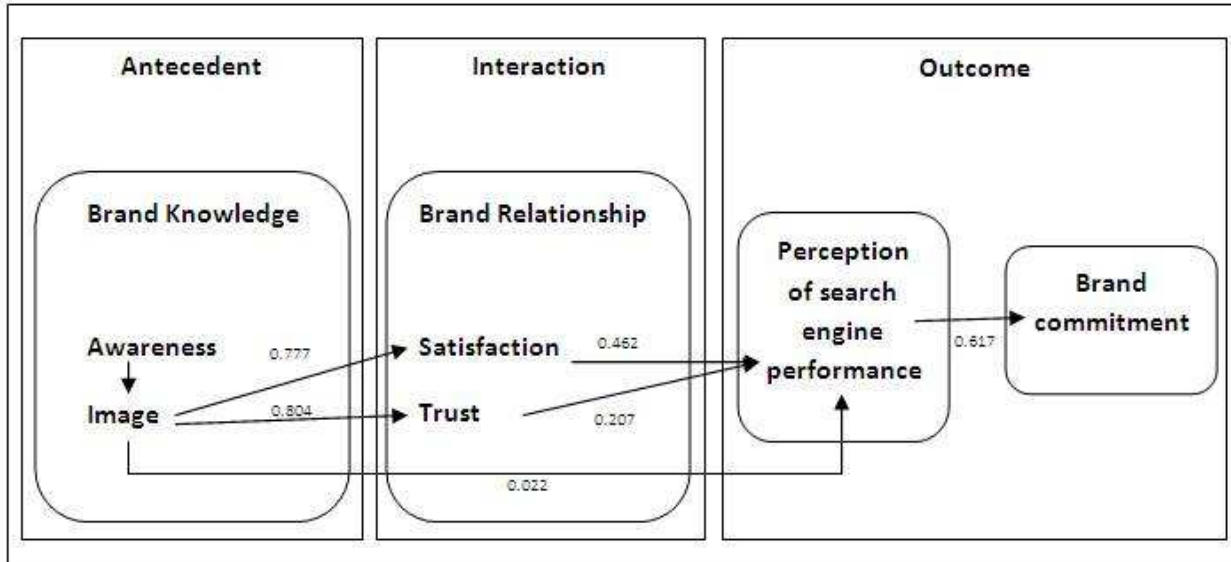 Antecedent
Interaction
Outcome
Brand Knowledge
Brand Relationship
Perception
of search
engine
performance
Brand
commitment
Awareness
0.777
Satisfaction
0.462
0.617
Image
0.804
Trust
0.207
0.022